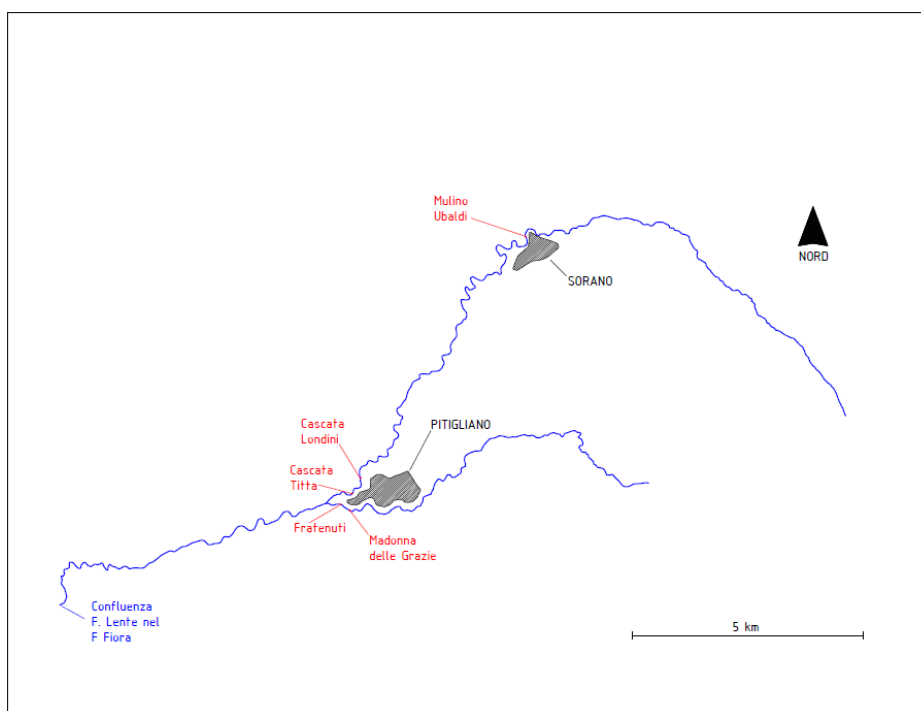 Mulino
Ubaldi
NORD
SORANO
Cascata
Londini
PITIGLIANO
Cascata
Titta
Fratenuti
Madonna
delle Grazie
Confluenza
F. Lente nel
F Fiora
5 km